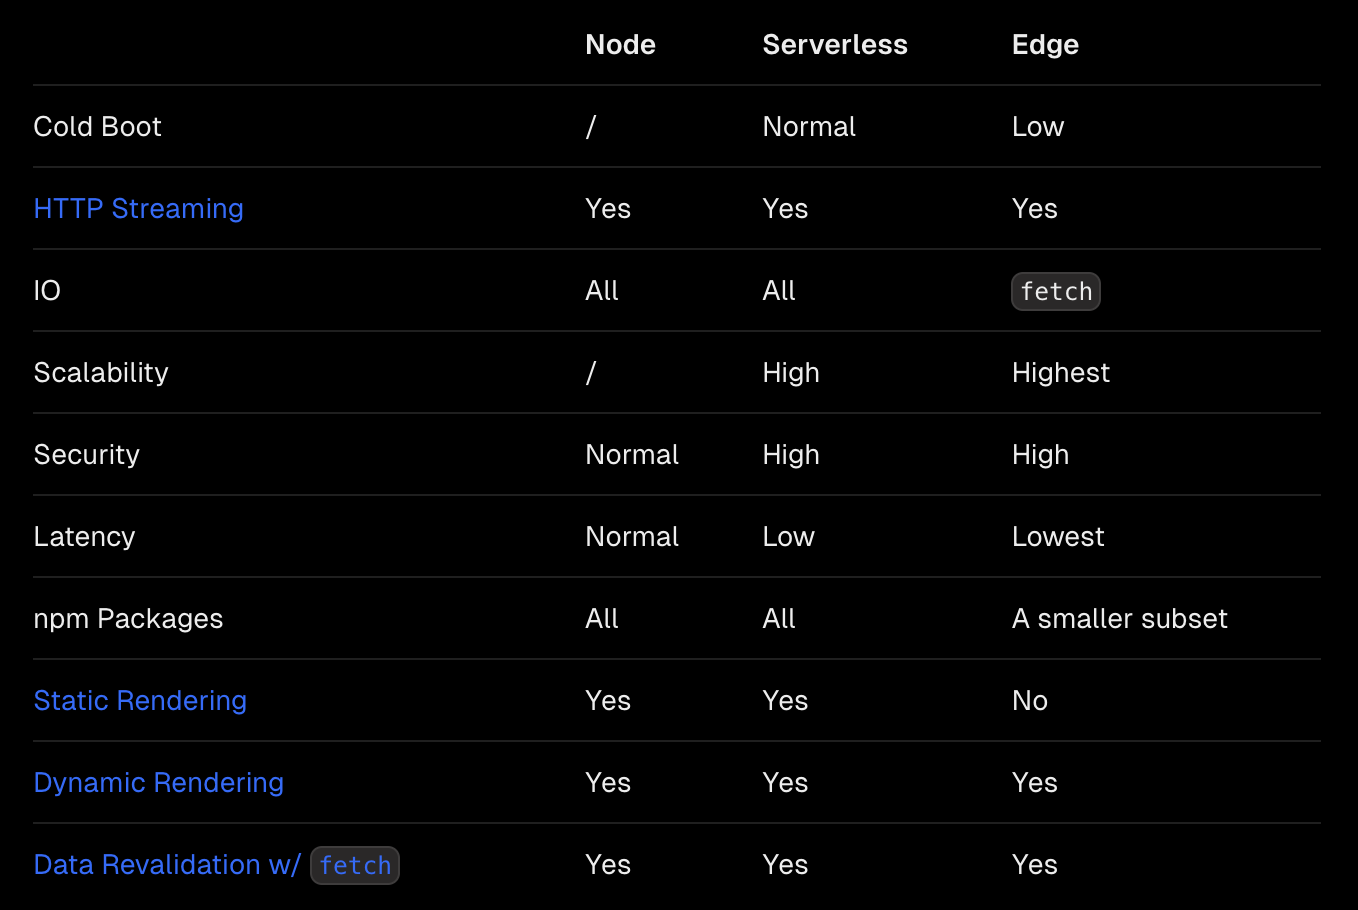 Node Serverless Edge
Cold Boot / Normal Low
HTTP Streaming Yes Yes Yes
IO All All fetch
Scalability / High Highest
Security Normal High High
Latency Normal Low Lowest
npm Packages All All A smaller subset
Static Rendering Yes Yes No
Dynamic Rendering Yes Yes Yes
Data Revalidation w/ fetch Yes Yes Yes